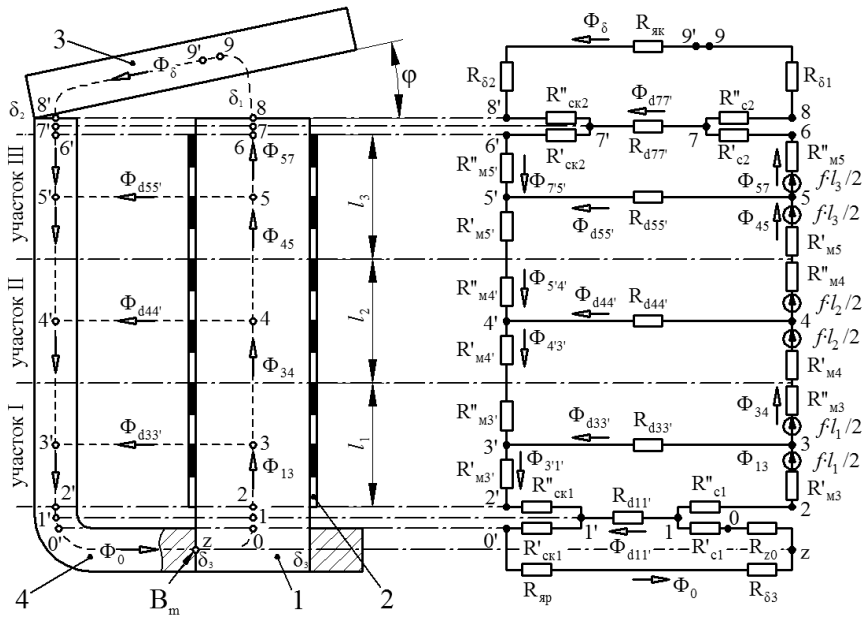 3
9' 9
Φδ
φ
δ₂
δ₁
8'
8
7'
7
6'
6
Φ₅₇
участок III
5'
Φd55'
5
l₃
Φ₄₅
участок II
4'
Φd44'
4
l₂
Φ₃₄
участок I
3'
Φd33'
3
l₁
Φ₁₃
2'
2
1'
1
0'
0
Φ₀
z
δ₃
δ₃
4
Bm
1
2
Φδ
Rяк
9' 9
Rδ2
Rδ1
8'
R''ск2
Φd77'
R''с2
8
7'
Rd77'
7
6'
R'ск2
R'с2
6
R''м5'
Φ7'5'
Φ₅₇
R''м5
f·l₃/2
5'
Rd55'
5
Φd55'
Φ₄₅
f·l₃/2
R'м5'
R'м5
R''м4'
Φ5'4'
R''м4
Φd44'
Rd44'
f·l₂/2
4'
4
Φ4'3'
f·l₂/2
R'м4'
R'м4
R''м3'
Φ₃₄
R''м3
Φd33'
Rd33'
f·l₁/2
3'
3
R'м3'
Φ3'1'
Φ₁₃
f·l₁/2
R'м3
2'
R''ск1
Rd11'
R''с1
2
1'
1
0
0'
R'ск1
Φd11'
R'с1
Rz0
z
Rяр
Φ₀
Rδ3